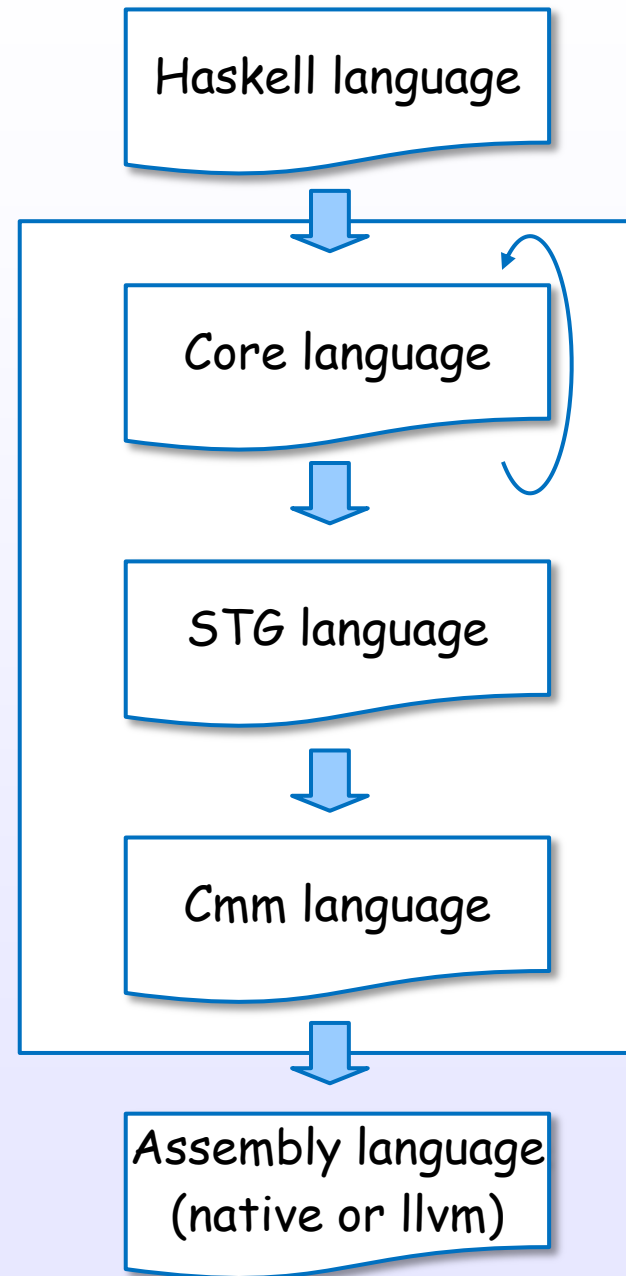 Haskell language
Core language
STG language
Cmm language
Assembly language
(native or llvm)